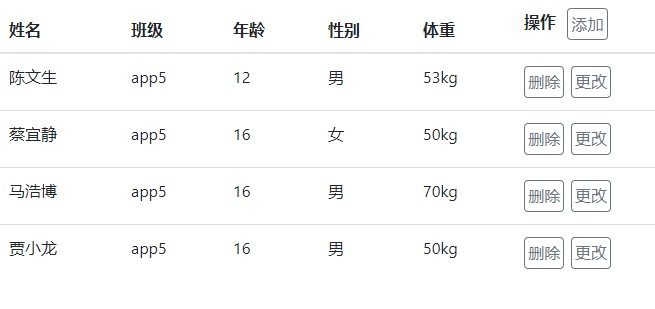 姓名 班级 年龄 性别 体重 操作 添加
陈文生 app5 12 男 53kg 删除 更改
蔡宜静 app5 16 女 50kg 删除 更改
马浩博 app5 16 男 70kg 删除 更改
贾小龙 app5 16 男 50kg 删除 更改